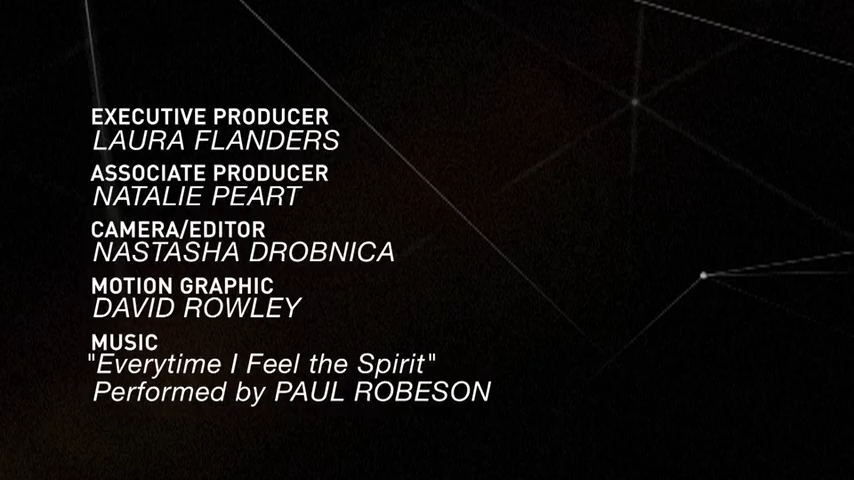 EXECUTIVE PRODUCER
LAURA FLANDERS
ASSOCIATE PRODUCER
NATALIE PEART
CAMERA/EDITOR
NASTASHA DROBNICA
MOTION GRAPHIC
DAVID ROWLEY
MUSIC
"Everytime I Feel the Spirit"
Performed by PAUL ROBESON